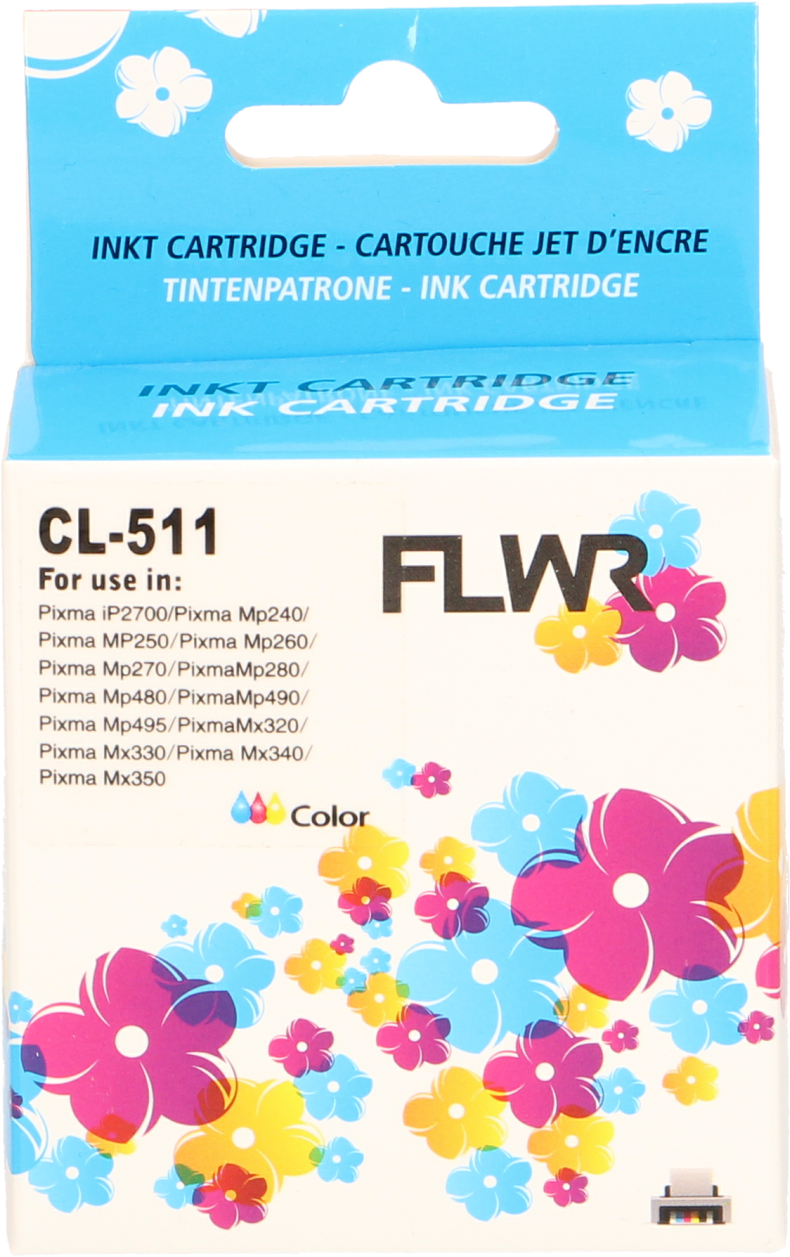 INKT CARTRIDGE - CARTOUCHE JET D'ENCRE
TINTENPATRONE - INK CARTRIDGE
INKT CARTRIDGE
INK CARTRIDGE
CL-511
FLWR
For use in:
Pixma iP2700/Pixma Mp240/
Pixma MP250/Pixma Mp260/
Pixma Mp270/PixmaMp280/
Pixma Mp480/PixmaMp490/
Pixma Mp495/PixmaMx320/
Pixma Mx330/Pixma Mx340/
Pixma Mx350
Color